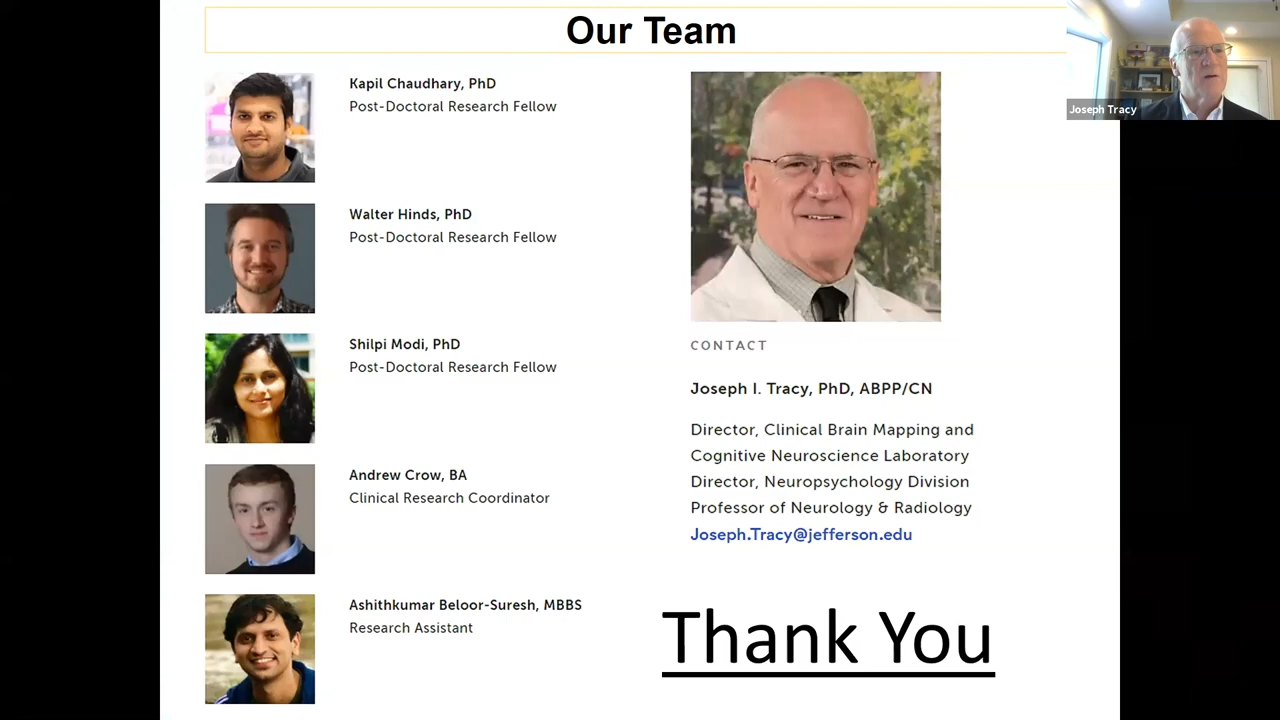 Our Team
Joseph Tracy
Kapil Chaudhary, PhD
Post-Doctoral Research Fellow
Walter Hinds, PhD
Post-Doctoral Research Fellow
Shilpi Modi, PhD
Post-Doctoral Research Fellow
Andrew Crow, BA
Clinical Research Coordinator
Ashithkumar Beloor-Suresh, MBBS
Research Assistant
CONTACT
Joseph I. Tracy, PhD, ABPP/CN
Director, Clinical Brain Mapping and
Cognitive Neuroscience Laboratory
Director, Neuropsychology Division
Professor of Neurology & Radiology
Joseph.Tracy@jefferson.edu
Thank You